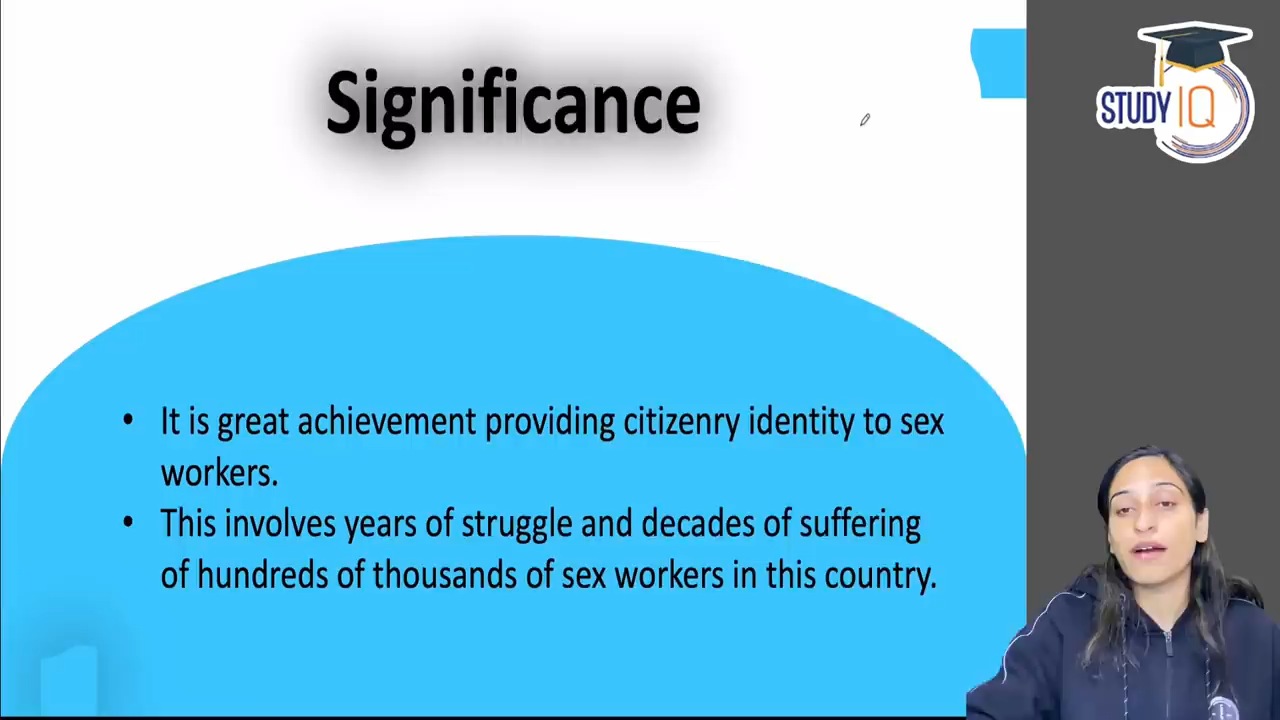 Significance
STUDY IQ
• It is great achievement providing citizenry identity to sex
workers.
• This involves years of struggle and decades of suffering
of hundreds of thousands of sex workers in this country.